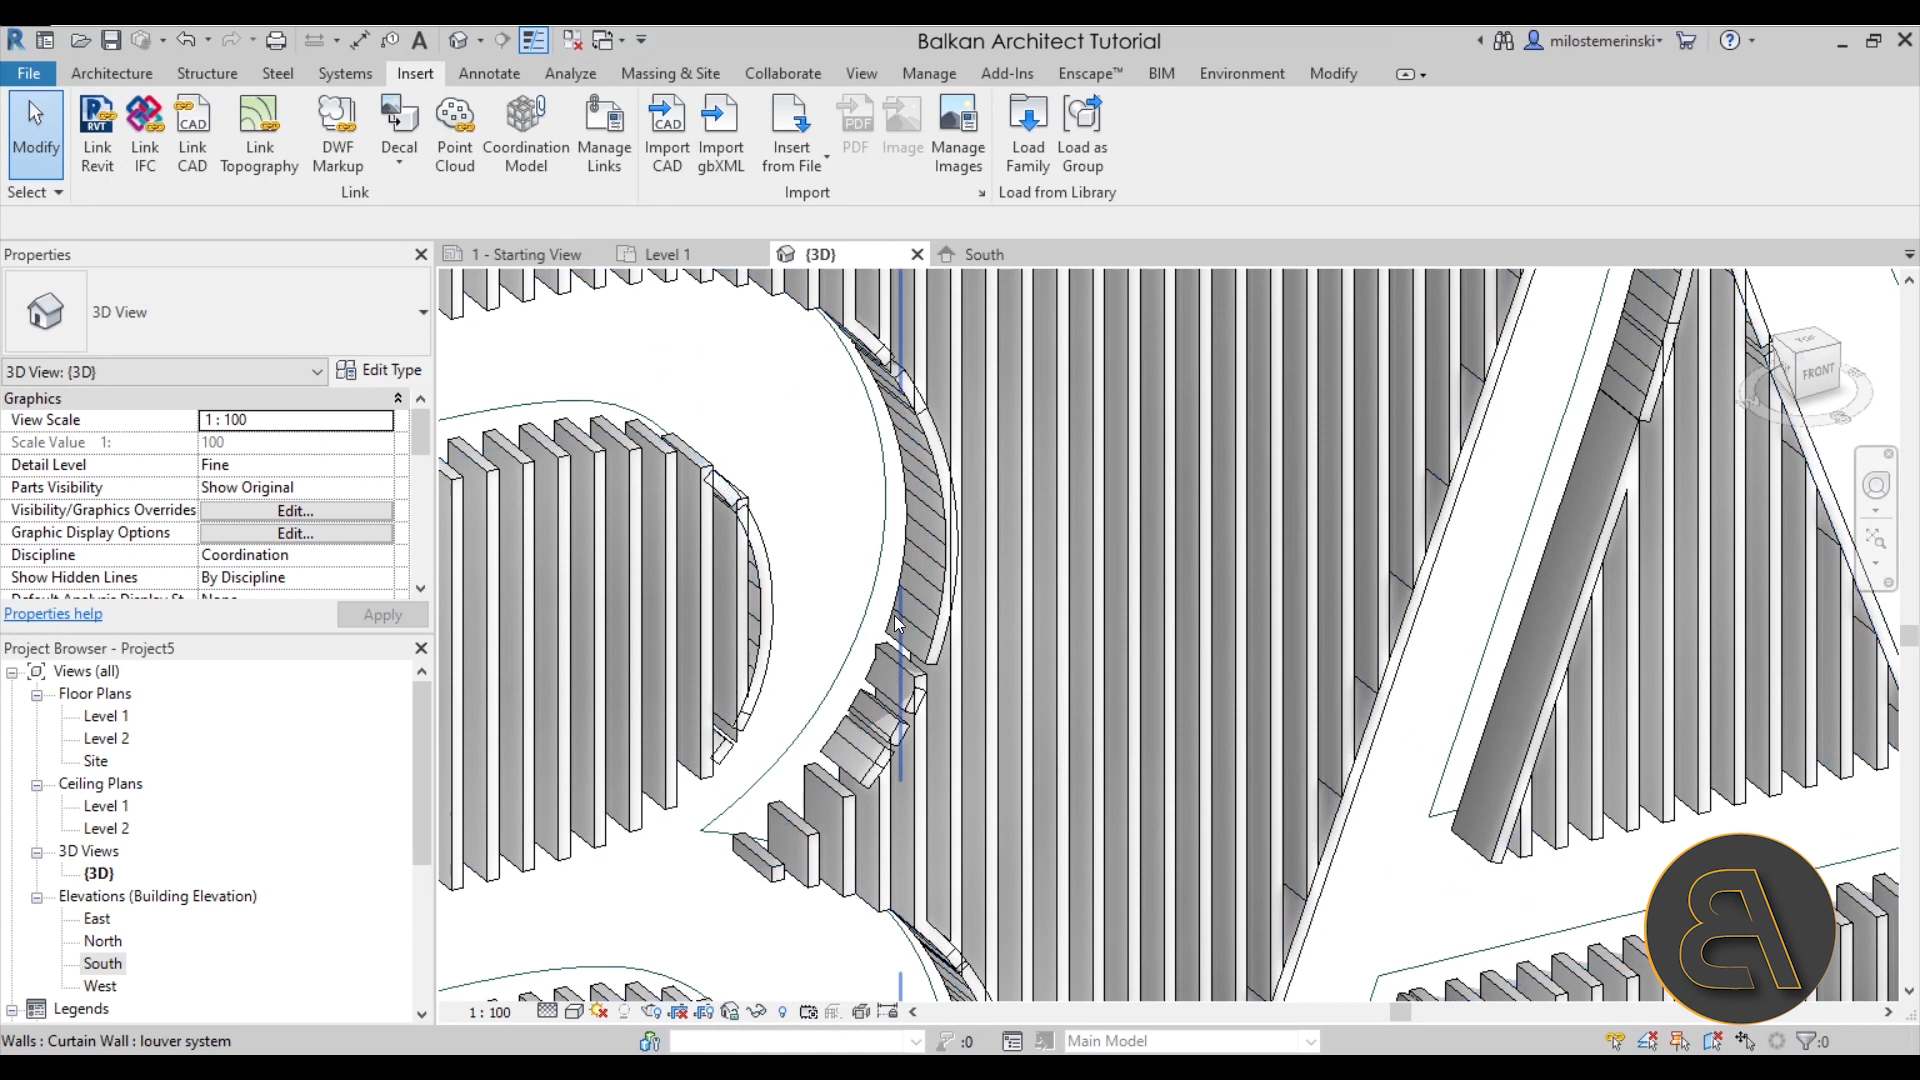 Balkan Architect Tutorial
milostemerinski
File Architecture Structure Steel Systems Insert Annotate Analyze Massing & Site Collaborate View Manage Add-Ins Enscape™ BIM Environment Modify
Modify
Link Revit
Link IFC
Link CAD
Link Topography
DWF Markup
Decal
Point Cloud
Coordination Model
Manage Links
Import CAD
Import gbXML
Insert from File
PDF
Image
Manage Images
Load Family
Load as Group
Select
Link
Import
Load from Library
Properties
1 - Starting View
Level 1
{3D}
South
3D View
3D View: {3D}
Edit Type
Graphics
View Scale 1 : 100
Scale Value 1: 100
Detail Level Fine
Parts Visibility Show Original
Visibility/Graphics Overrides Edit...
Graphic Display Options Edit...
Discipline Coordination
Show Hidden Lines By Discipline
Properties help
Apply
Project Browser - Project5
Views (all)
Floor Plans
Level 1
Level 2
Site
Ceiling Plans
Level 1
Level 2
3D Views
{3D}
Elevations (Building Elevation)
East
North
South
West
Legends
TOP
FRONT
1 : 100
Walls : Curtain Wall : louver system
:0
Main Model
:0